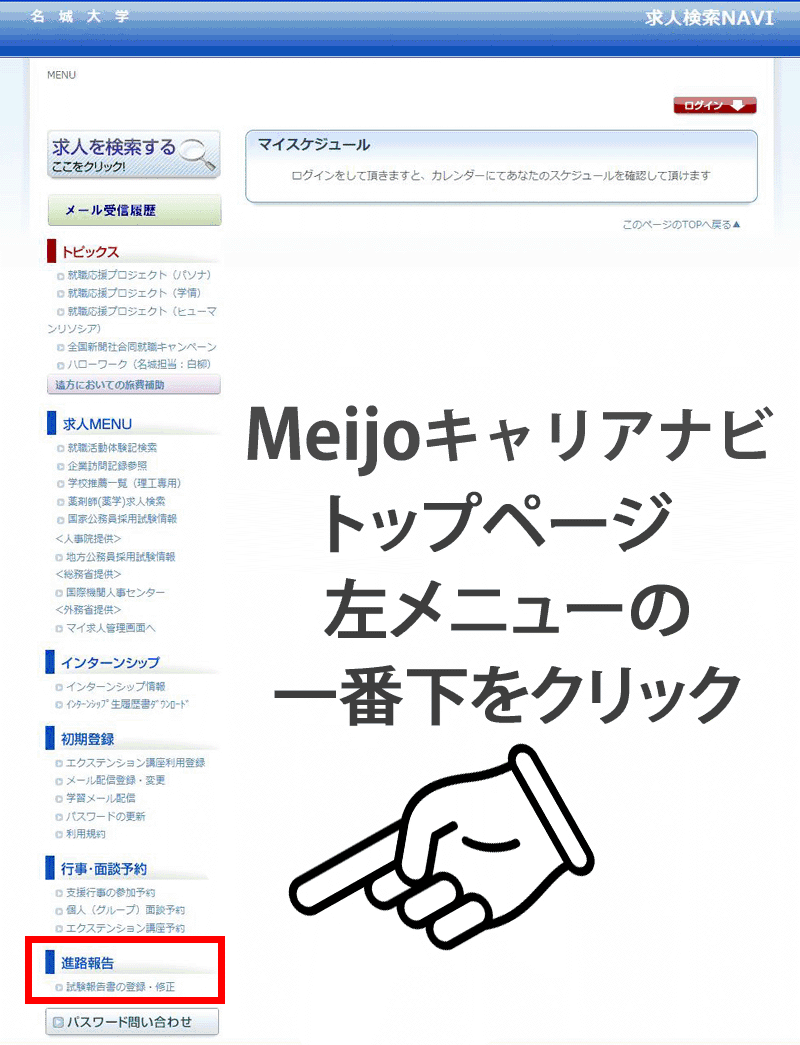 名 城 大 学
求人検索NAVI
MENU
ログイン
求人を検索する
ここをクリック!
マイスケジュール
ログインをして頂きますと、カレンダーにてあなたのスケジュールを確認して頂けます
メール受信履歴
このページのTOPへ戻る▲
トピックス
就職応援プロジェクト（パソナ）
就職応援プロジェクト（学情）
就職応援プロジェクト（ヒューマ
ンリソシア）
全国新聞社合同就職キャンペーン
ハローワーク（名城担当：白柳）
遠方においての旅費補助
求人MENU
就職活動体験記検索
企業訪問記録参照
学校推薦一覧（理工専用）
薬剤師(薬学)求人検索
国家公務員採用試験情報
＜人事院提供＞
地方公務員採用試験情報
＜総務省提供＞
国際機関人事センター
＜外務省提供＞
マイ求人管理画面へ
インターンシップ
インターンシップ情報
ｲﾝﾀｰﾝｼｯﾌﾟ生履歴書ﾀﾞｳﾝﾛｰﾄﾞ
初期登録
エクステンション講座利用登録
メール配信登録・変更
学習メール配信
パスワードの更新
利用規約
行事・面談予約
支援行事の参加予約
個人（グループ）面談予約
エクステンション講座予約
進路報告
試験報告書の登録・修正
パスワード問い合わせ
Meijoキャリアナビ
トップページ
左メニューの
一番下をクリック